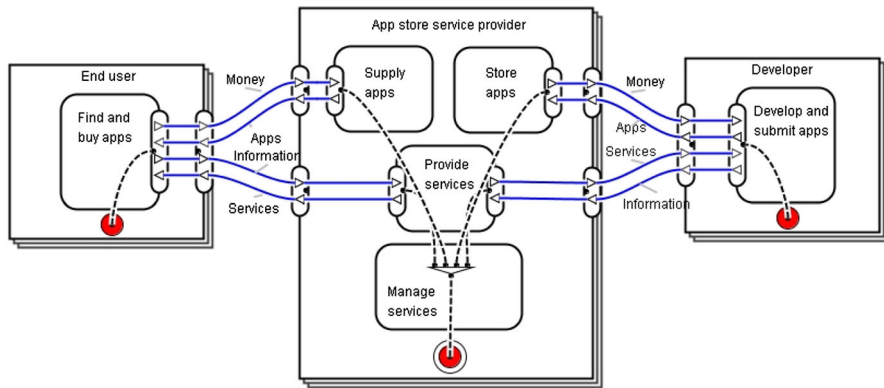 App store service provider
End user
Developer
Supply
apps
Store
apps
Money
Money
Find and
buy apps
Develop and
submit apps
Apps
Information
Apps
Services
Provide
services
Services
Information
Manage
services